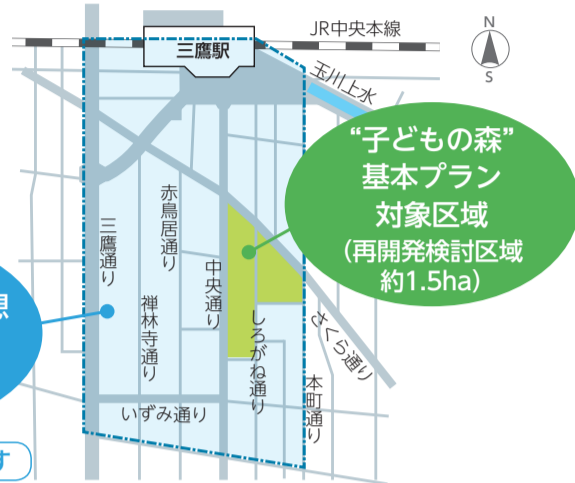 JR中央本線
三鷹駅
N
S
玉川上水
“子どもの森”
基本プラン
対象区域
(再開発検討区域
約1.5ha)
三鷹通り
赤鳥居通り
禅林寺通り
中央通り
しろがね通り
さくら通り
本町通り
いずみ通り
想
す